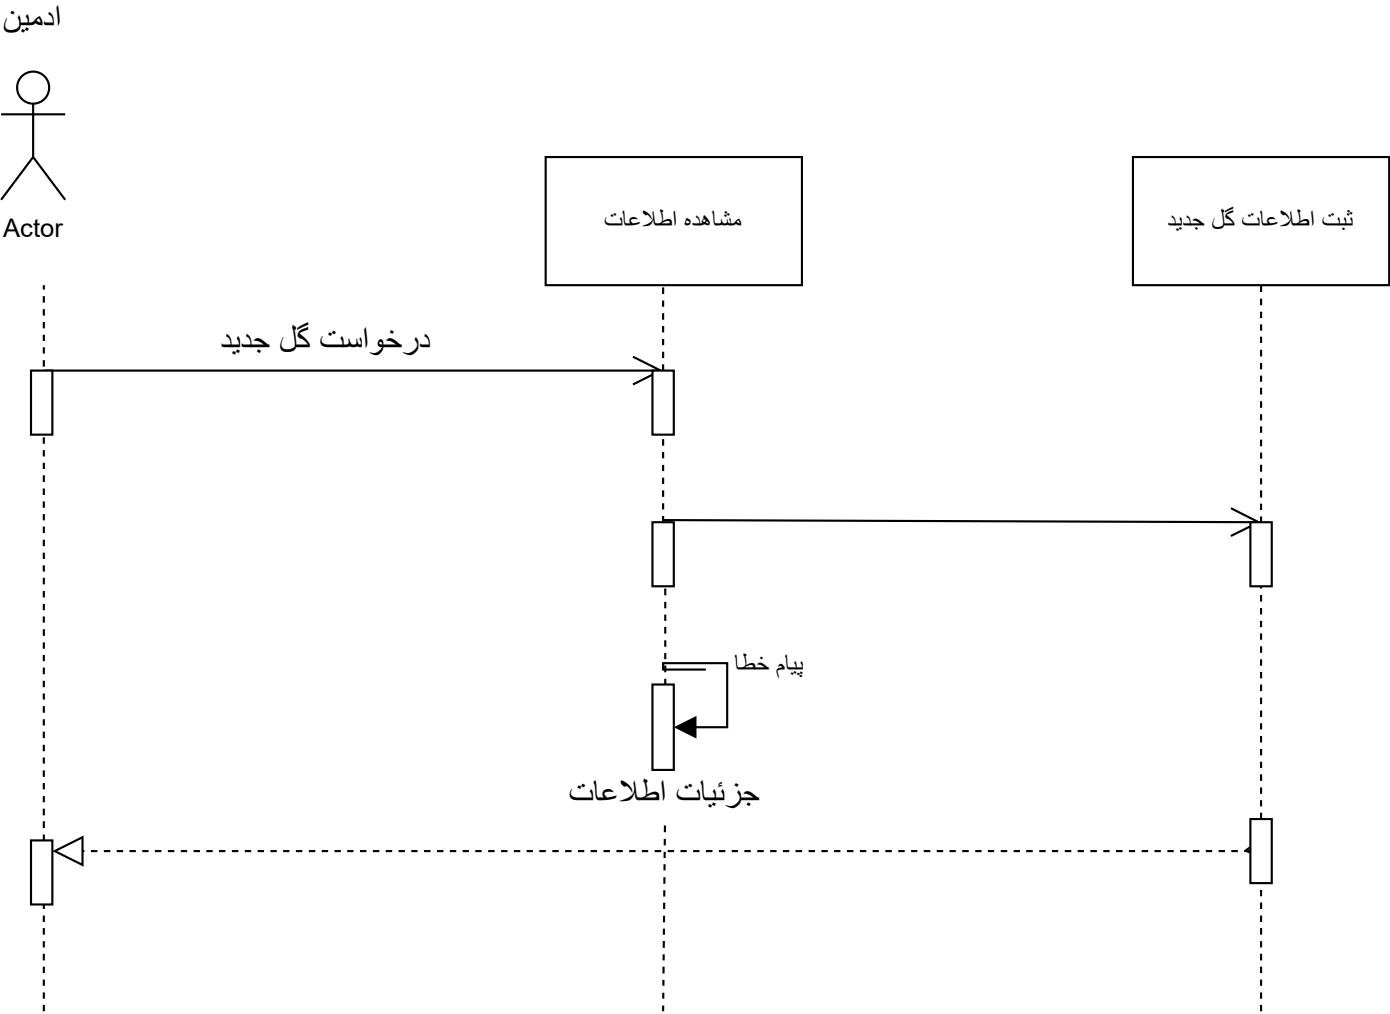 ادمین
Actor
مشاهده اطلاعات
ثبت اطلاعات گل جدید
درخواست گل جدید
پیام خطا
جزئیات اطلاعات